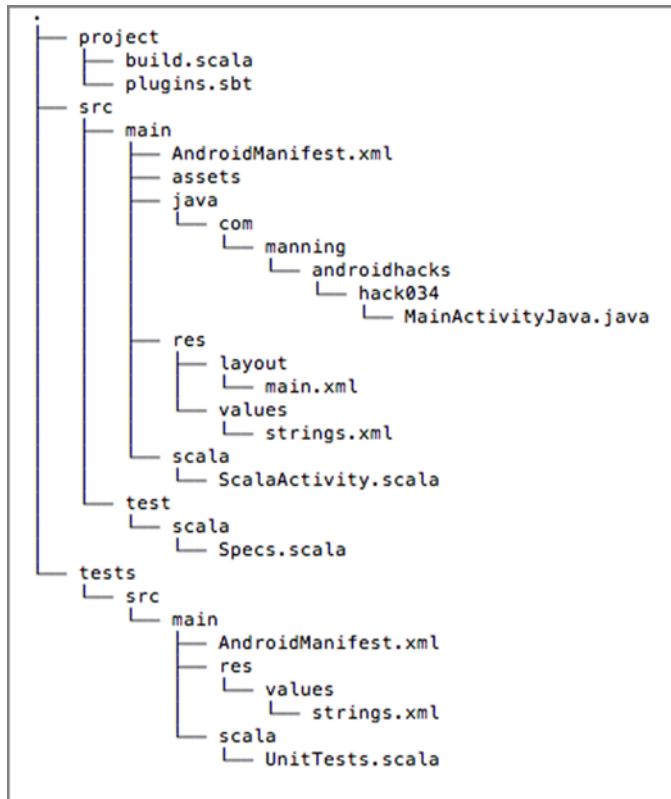 .
├── project
│   ├── build.scala
│   └── plugins.sbt
├── src
│   ├── main
│   │   ├── AndroidManifest.xml
│   │   ├── assets
│   │   ├── java
│   │   │   └── com
│   │   │       └── manning
│   │   │           └── androidhacks
│   │   │               └── hack034
│   │   │                   └── MainActivityJava.java
│   │   ├── res
│   │   │   ├── layout
│   │   │   │   └── main.xml
│   │   │   └── values
│   │   │       └── strings.xml
│   │   └── scala
│   │       └── ScalaActivity.scala
│   └── test
│       └── scala
│           └── Specs.scala
└── tests
    └── src
        └── main
            ├── AndroidManifest.xml
            ├── res
            │   └── values
            │       └── strings.xml
            └── scala
                └── UnitTests.scala